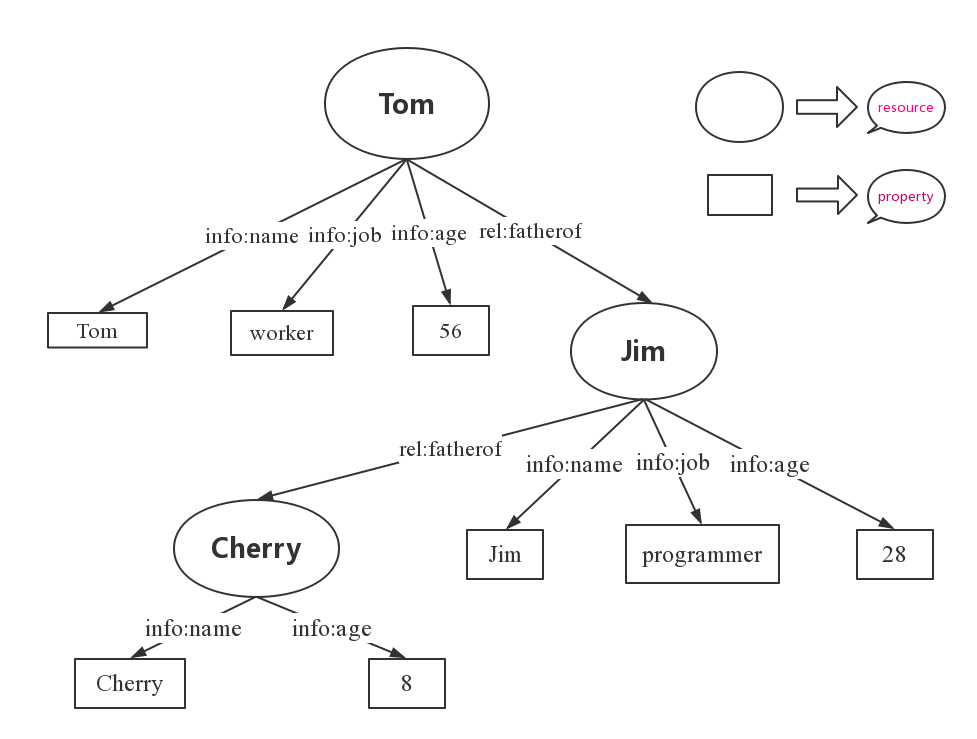 Tom
resource
property
info:name
info:job
info:age
rel:fatherof
Tom
worker
56
Jim
rel:fatherof
info:name
info:job
info:age
Cherry
Jim
programmer
28
info:name
info:age
Cherry
8